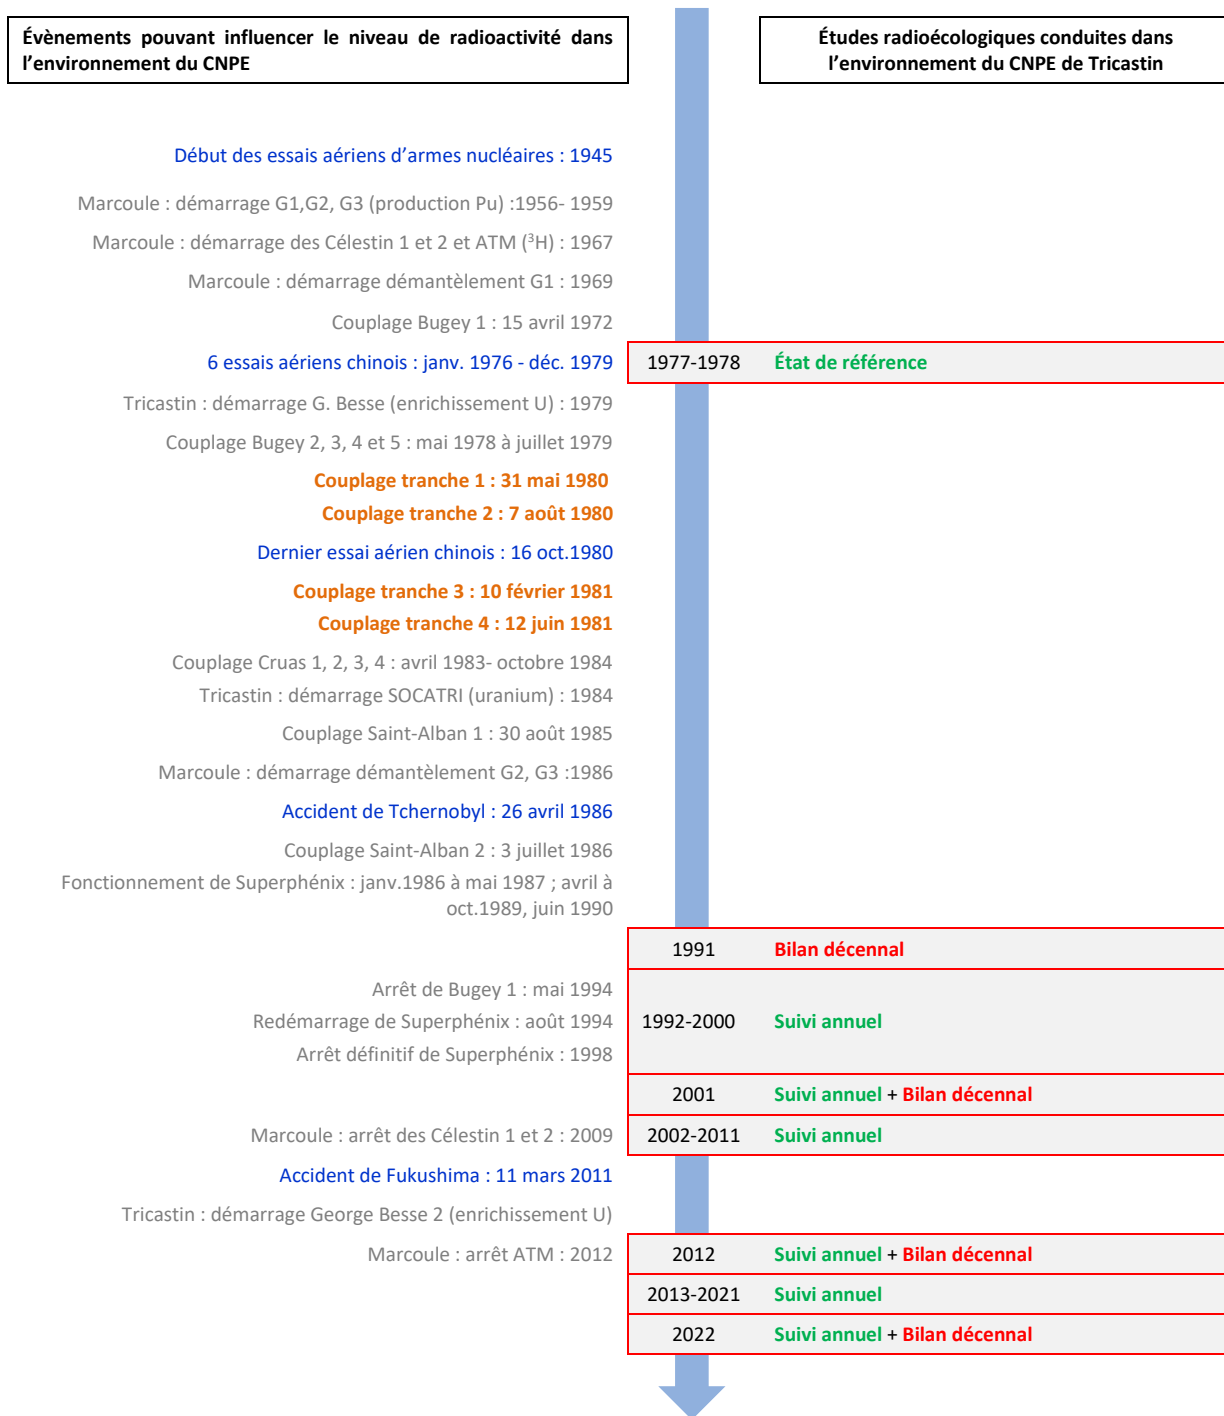 Évènements pouvant influencer le niveau de radioactivité dans
l’environnement du CNPE
Études radioécologiques conduites dans
l’environnement du CNPE de Tricastin
Début des essais aériens d’armes nucléaires : 1945
Marcoule : démarrage G1,G2, G3 (production Pu) :1956- 1959
Marcoule : démarrage des Célestin 1 et 2 et ATM (³H) : 1967
Marcoule : démarrage démantèlement G1 : 1969
Couplage Bugey 1 : 15 avril 1972
6 essais aériens chinois : janv. 1976 - déc. 1979 1977-1978 État de référence
Tricastin : démarrage G. Besse (enrichissement U) : 1979
Couplage Bugey 2, 3, 4 et 5 : mai 1978 à juillet 1979
Couplage tranche 1 : 31 mai 1980
Couplage tranche 2 : 7 août 1980
Dernier essai aérien chinois : 16 oct.1980
Couplage tranche 3 : 10 février 1981
Couplage tranche 4 : 12 juin 1981
Couplage Cruas 1, 2, 3, 4 : avril 1983- octobre 1984
Tricastin : démarrage SOCATRI (uranium) : 1984
Couplage Saint-Alban 1 : 30 août 1985
Marcoule : démarrage démantèlement G2, G3 :1986
Accident de Tchernobyl : 26 avril 1986
Couplage Saint-Alban 2 : 3 juillet 1986
Fonctionnement de Superphénix : janv.1986 à mai 1987 ; avril à
oct.1989, juin 1990
1991 Bilan décennal
Arrêt de Bugey 1 : mai 1994
Redémarrage de Superphénix : août 1994 1992-2000 Suivi annuel
Arrêt définitif de Superphénix : 1998
2001 Suivi annuel + Bilan décennal
Marcoule : arrêt des Célestin 1 et 2 : 2009 2002-2011 Suivi annuel
Accident de Fukushima : 11 mars 2011
Tricastin : démarrage George Besse 2 (enrichissement U)
Marcoule : arrêt ATM : 2012 2012 Suivi annuel + Bilan décennal
2013-2021 Suivi annuel
2022 Suivi annuel + Bilan décennal